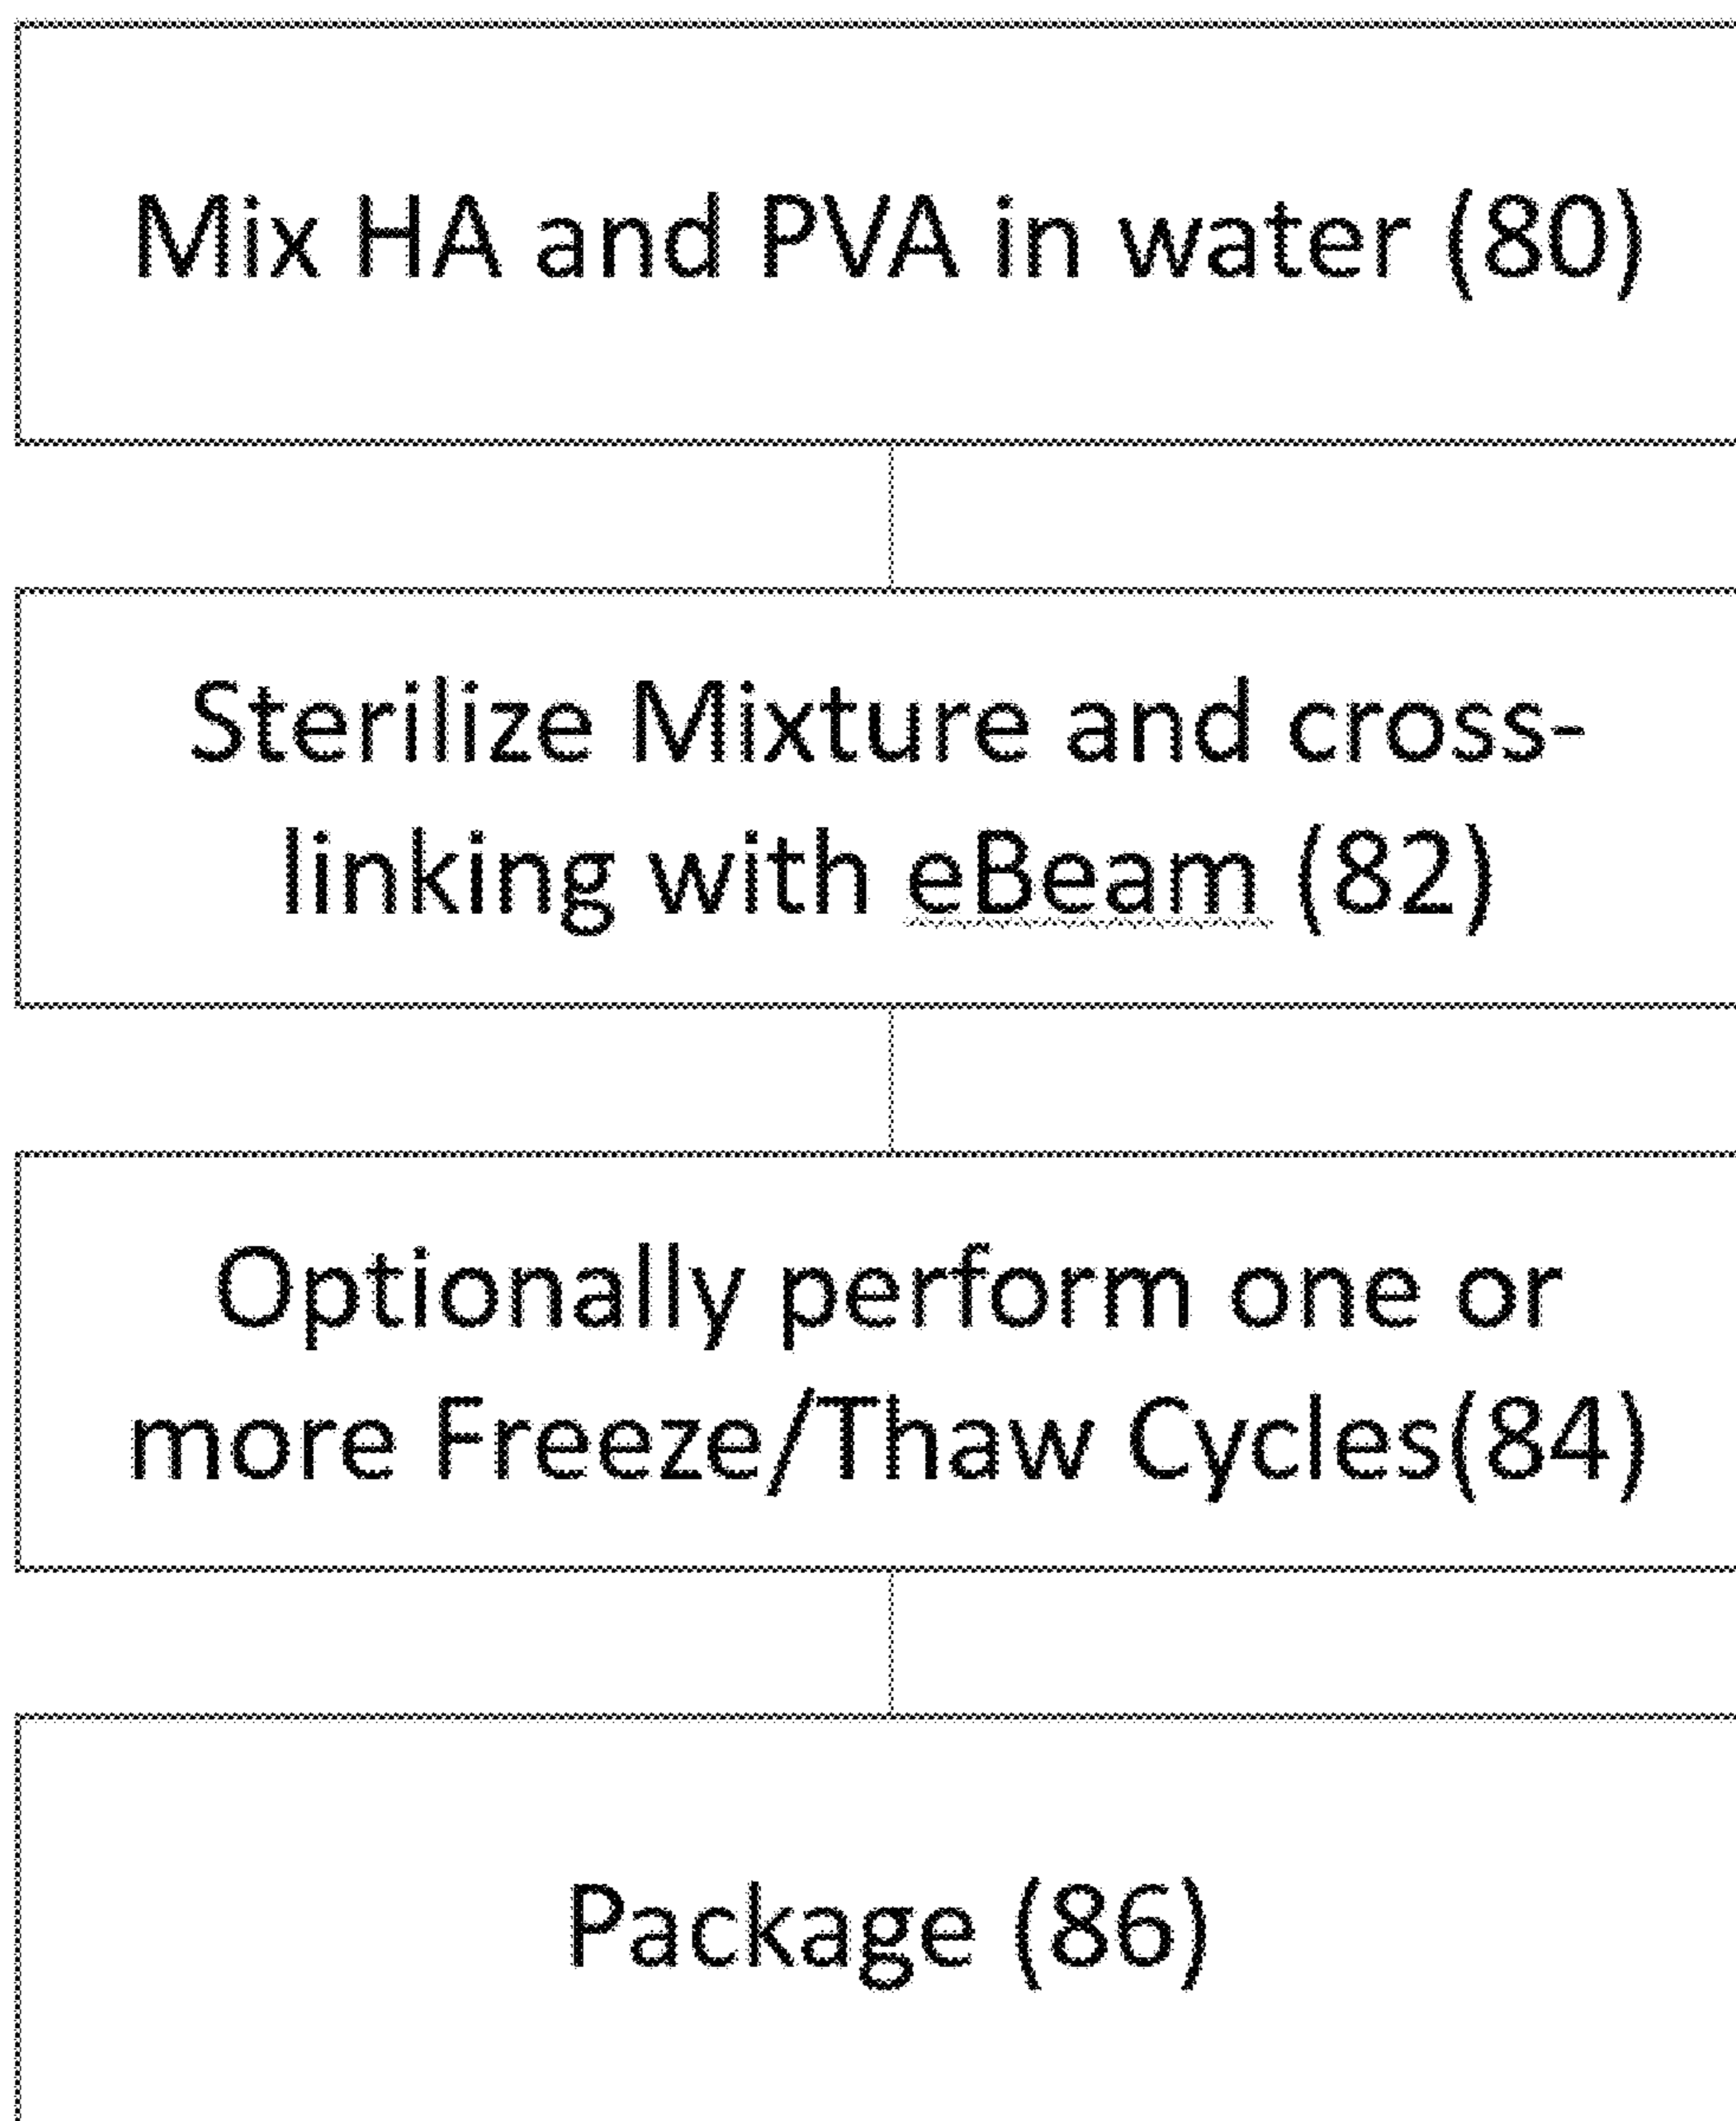 Mix HA and PVA in water (80)
Sterilize Mixture and cross-
linking with eBeam (82)
Optionally perform one or
more Freeze/Thaw Cycles(84)
Package (86)